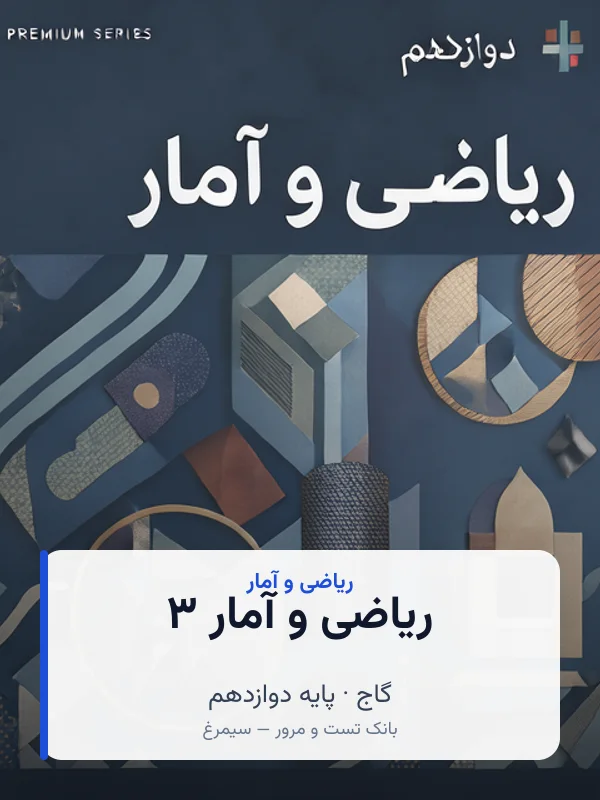 PREMIUM SERIES
دوازدهم
ریاضی و آمار
ریاضی و آمار
ریاضی و آمار ۳
گاج · پایه دوازدهم
بانک تست و مرور — سیمرغ